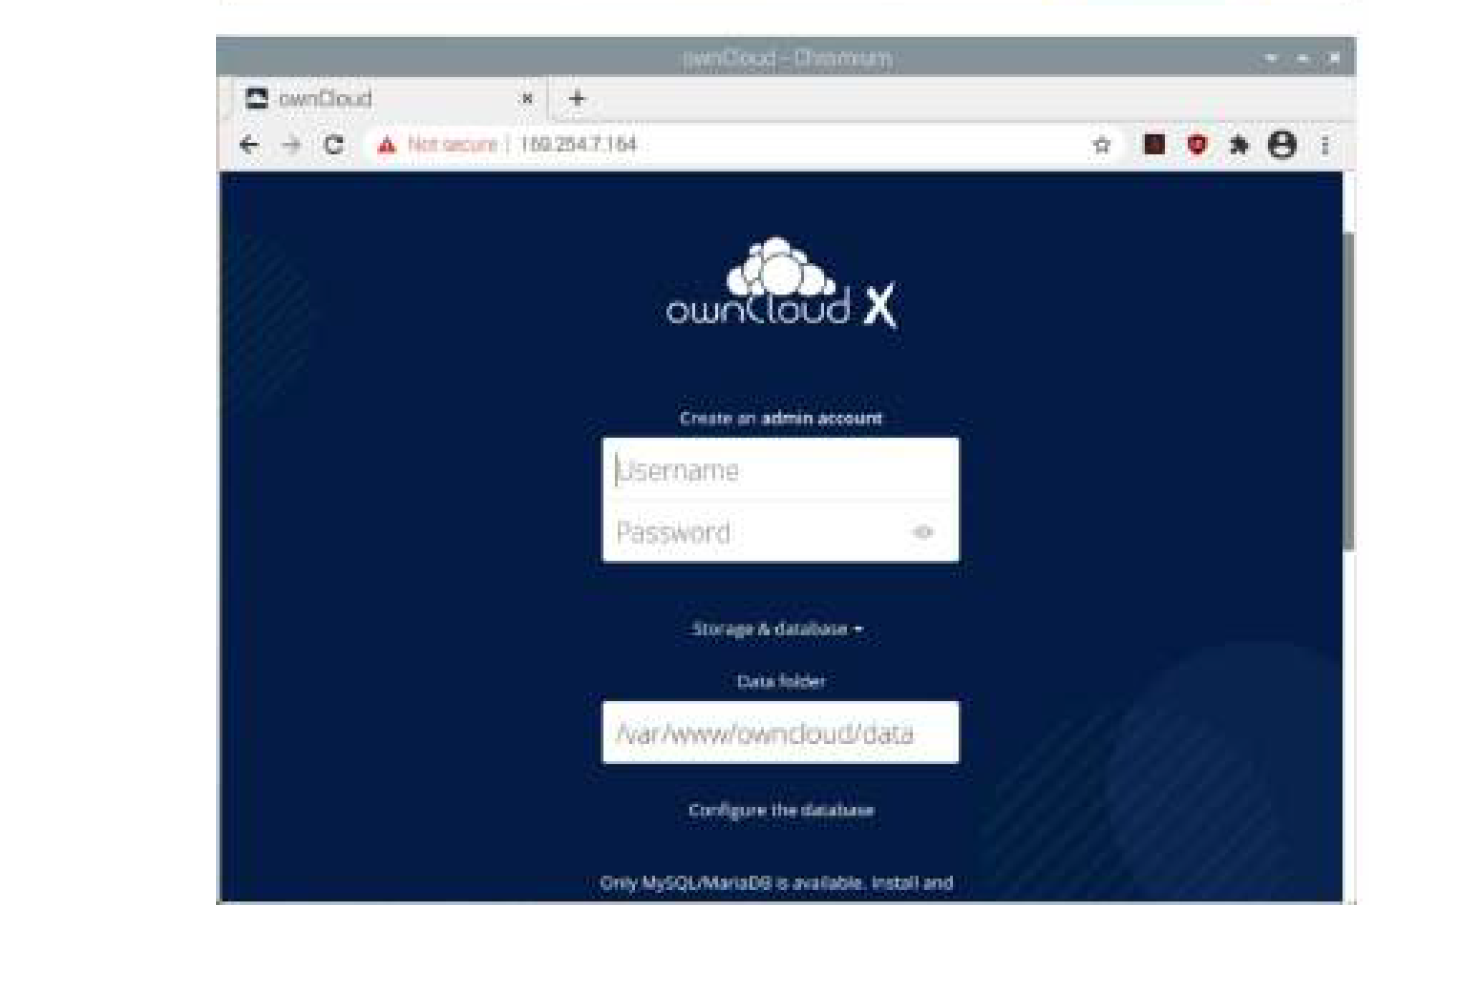 ownCloud - Chromium
ownCloud
Not secure | 169.254.7.164
ownCloud X
Create an admin account
Username
Password
Storage & database
Data folder
/var/www/owncloud/data
Configure the database
Only MySQL/MariaDB is available. Install and